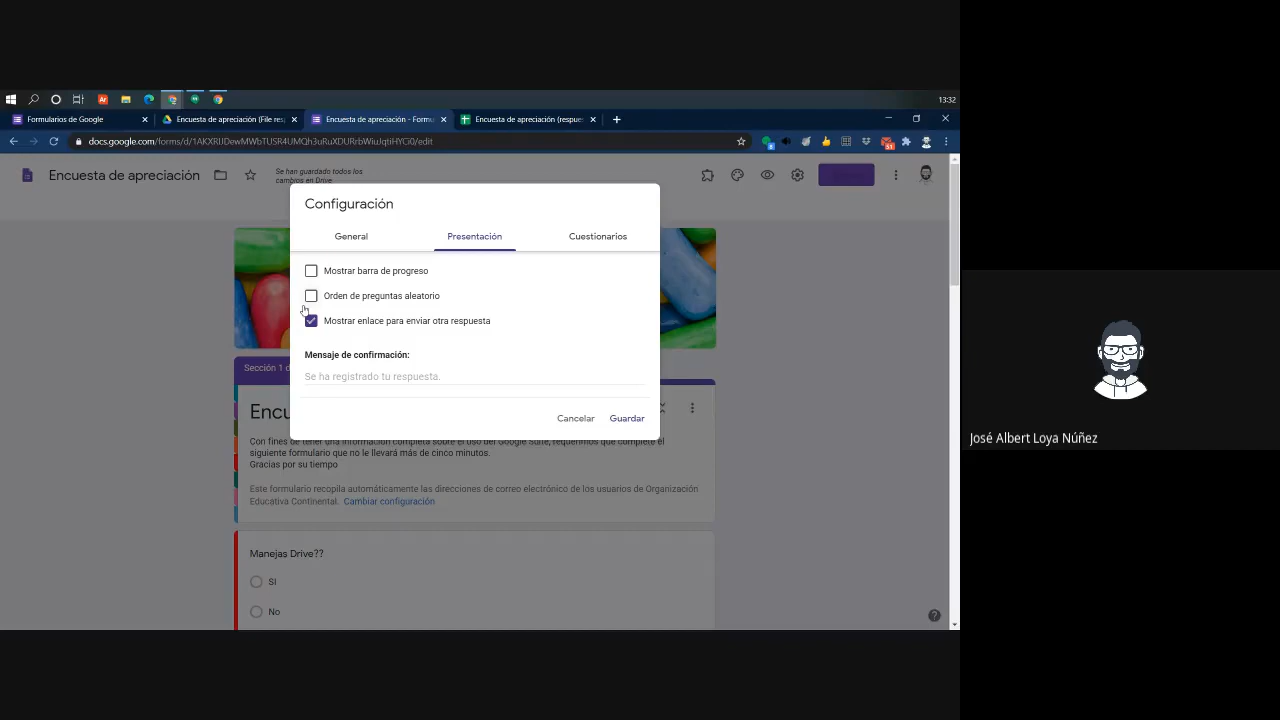 13:32
Formularios de Google
Encuesta de apreciación (File res
Encuesta de apreciación - Formu
Encuesta de apreciación (respue
docs.google.com/forms/d/1AKXRIJDewMWbTUSR4UMQh3uRuXDURrbWiuJqtiHYCi0/edit
Encuesta de apreciación
Se han guardado todos los
cambios en Drive
Configuración
General
Presentación
Cuestionarios
Mostrar barra de progreso
Orden de preguntas aleatorio
Mostrar enlace para enviar otra respuesta
Mensaje de confirmación:
Se ha registrado tu respuesta.
Cancelar
Guardar
Sección 1 d
Encu
Con fines de tener una información completa sobre el uso del Google Suite, requerimos que complete el
siguiente formulario que no le llevará más de cinco minutos.
Gracias por su tiempo
Este formulario recopila automáticamente las direcciones de correo electrónico de los usuarios de Organización
Educativa Continental. Cambiar configuración
Manejas Drive??
SI
No
José Albert Loya Núñez